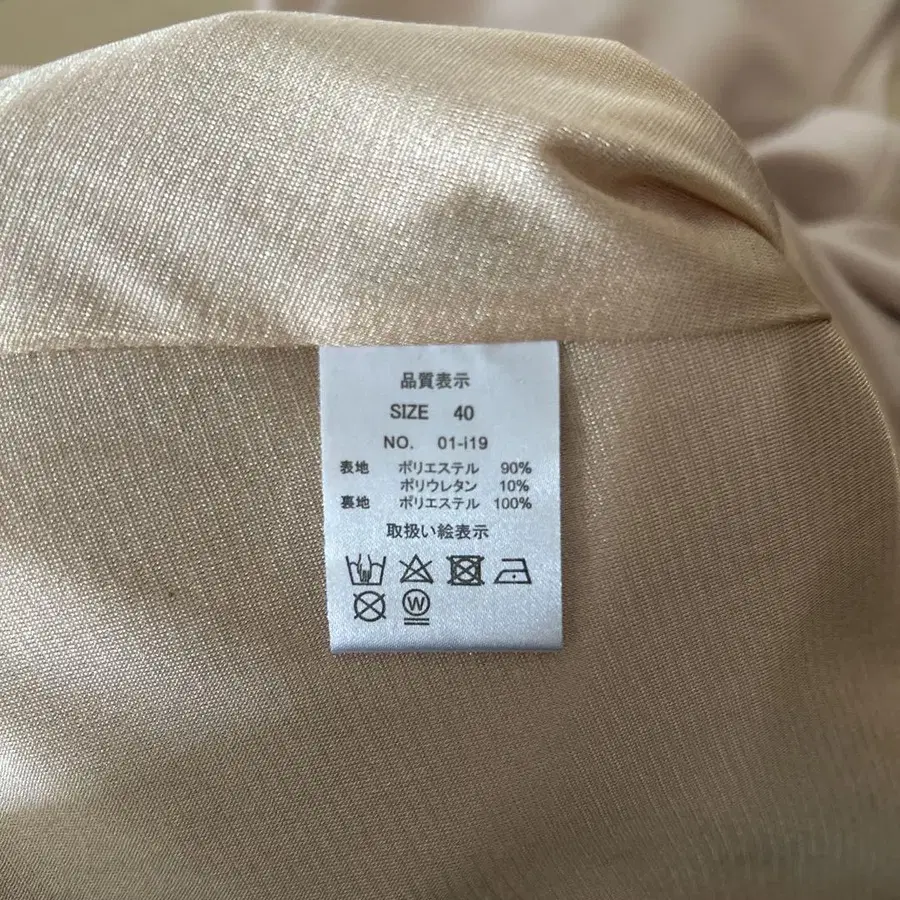 品質表示
SIZE 40
NO. 01-i19
表地 ポリエステル 90%
ポリウレタン 10%
裏地 ポリエステル 100%
取扱い絵表示
W